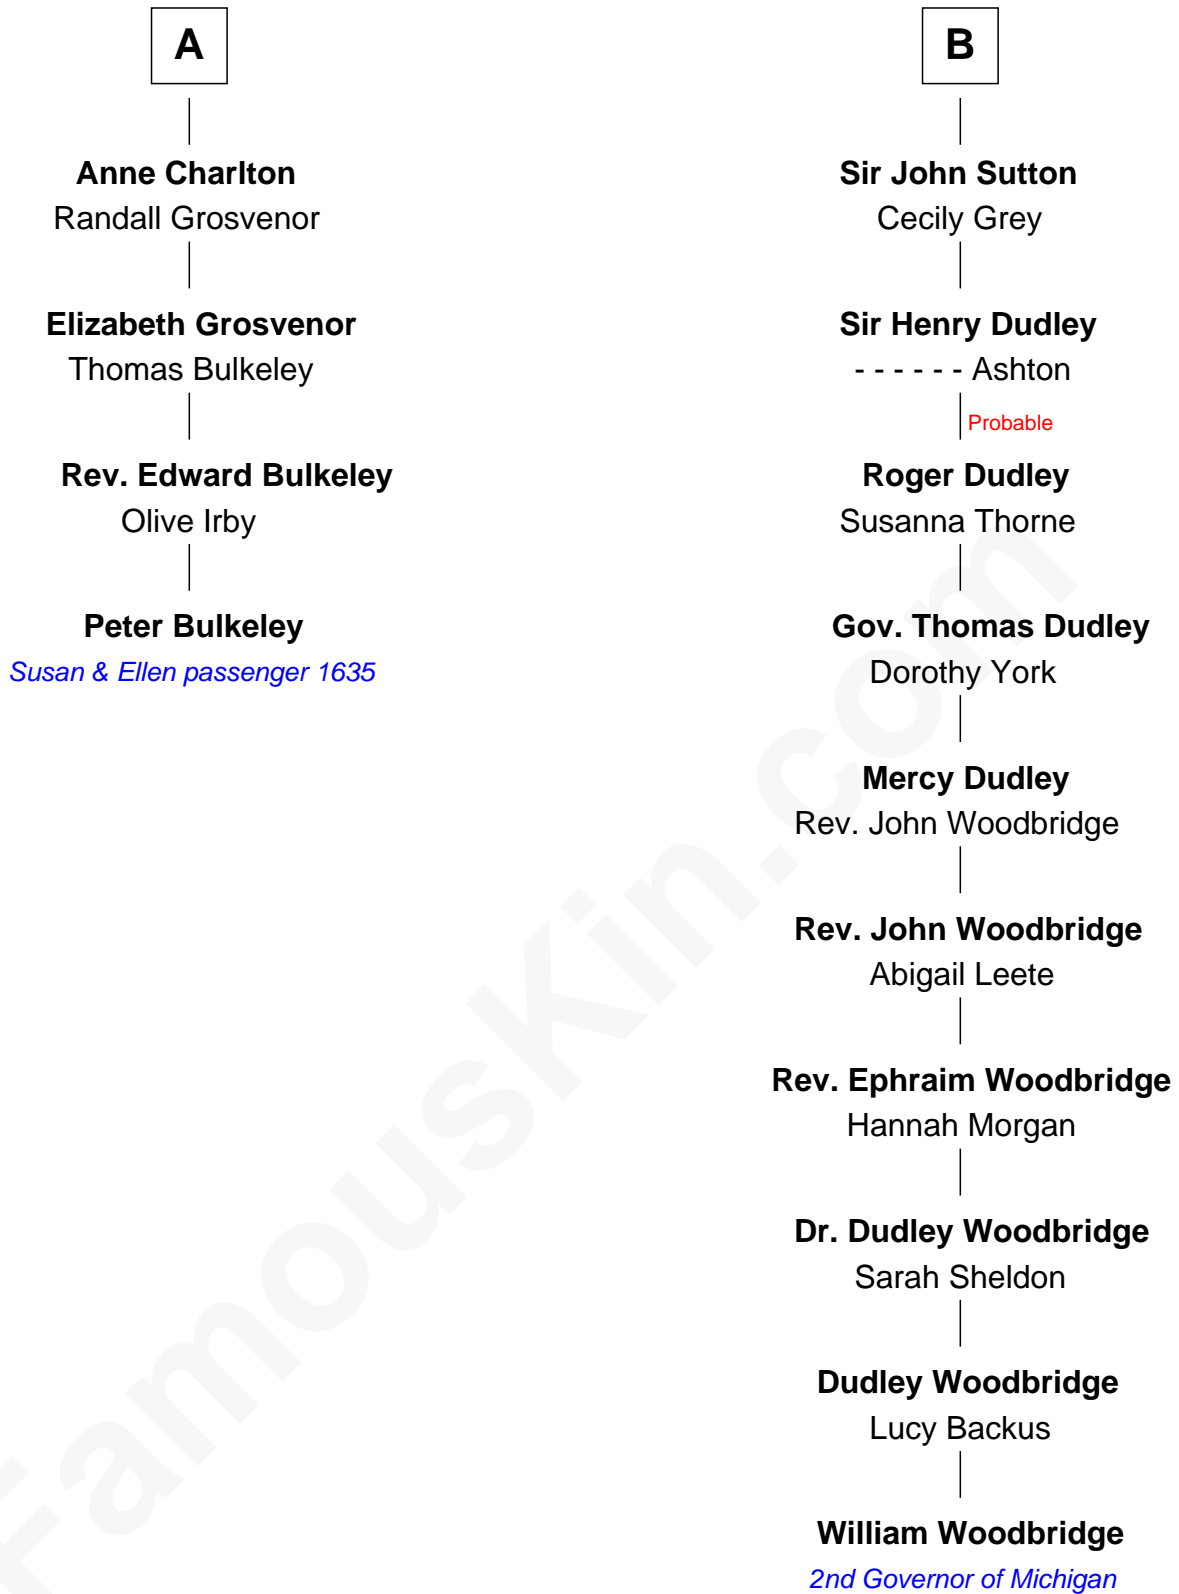 A
Anne Charlton
Randall Grosvenor
Elizabeth Grosvenor
Thomas Bulkeley
Rev. Edward Bulkeley
Olive Irby
Peter Bulkeley
Susan & Ellen passenger 1635
B
Sir John Sutton
Cecily Grey
Sir Henry Dudley
- - - - - - Ashton
Probable
Roger Dudley
Susanna Thorne
Gov. Thomas Dudley
Dorothy York
Mercy Dudley
Rev. John Woodbridge
Rev. John Woodbridge
Abigail Leete
Rev. Ephraim Woodbridge
Hannah Morgan
Dr. Dudley Woodbridge
Sarah Sheldon
Dudley Woodbridge
Lucy Backus
William Woodbridge
2nd Governor of Michigan
FamousKin.com